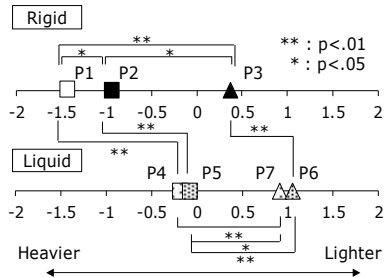 Rigid
**
** : p<.01
* *
* : p<.05
P1 P2 P3
-2 -1.5 -1 -0.5 0 0.5 1 1.5 2
** **
**
Liquid
P4 P5 P7 P6
-2 -1.5 -1 -0.5 0 0.5 1 1.5 2
**
*
**
Heavier Lighter